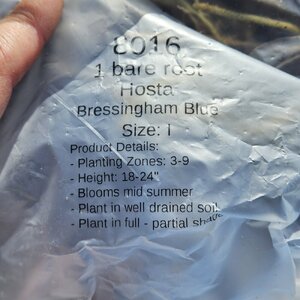 8016
1 bare root
Hosta
Bressingham Blue
Size: I
Product Details:
- Planting Zones: 3-9
- Height: 18-24"
- Blooms mid summer
- Plant in well drained soil
- Plant in full - partial shade